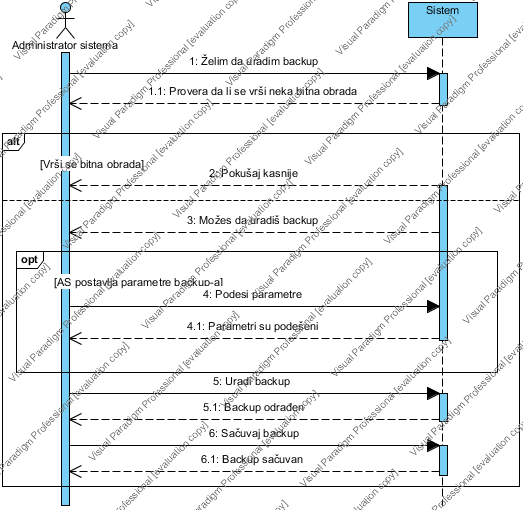 Sistem
Administrator sistema
1: Želim da uradim backup
1.1: Provera da li se vrši neka bitna obrada
alt
[Vrši se bitna obrada]
2: Pokušaj kasnije
3: Možes da uradiš backup
opt
[AS postavlja parametre backup-a]
4: Podesi parametre
4.1: Parametri su podešeni
5: Uradi backup
5.1: Backup odrađen
6: Sačuvaj backup
6.1: Backup sačuvan
Visual Paradigm Professional [evaluation copy]